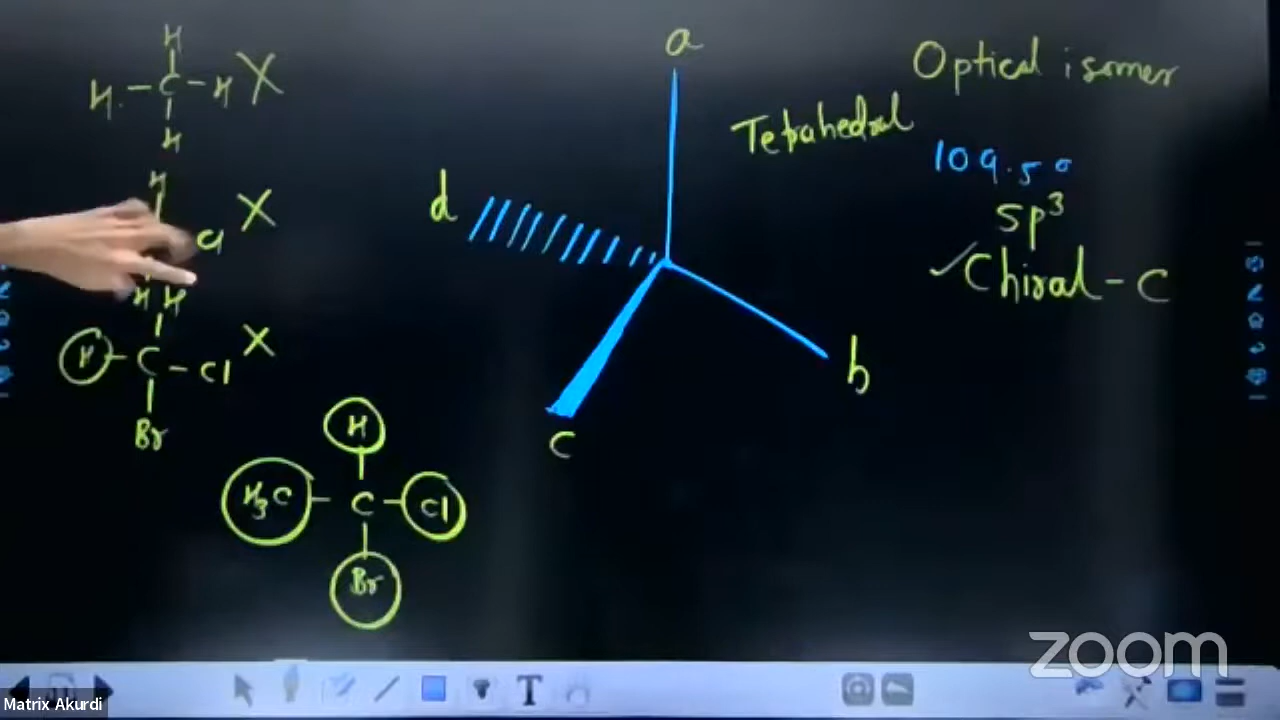 H
H - C - H X
H
H
Cl X
H H
H - C - Cl X
Br
H
H3C - C - Cl
Br
a
d
b
c
Tetrahedral
Optical isomer
109.5°
sp³
✓Chiral - C
zoom
T
Matrix Akurdi